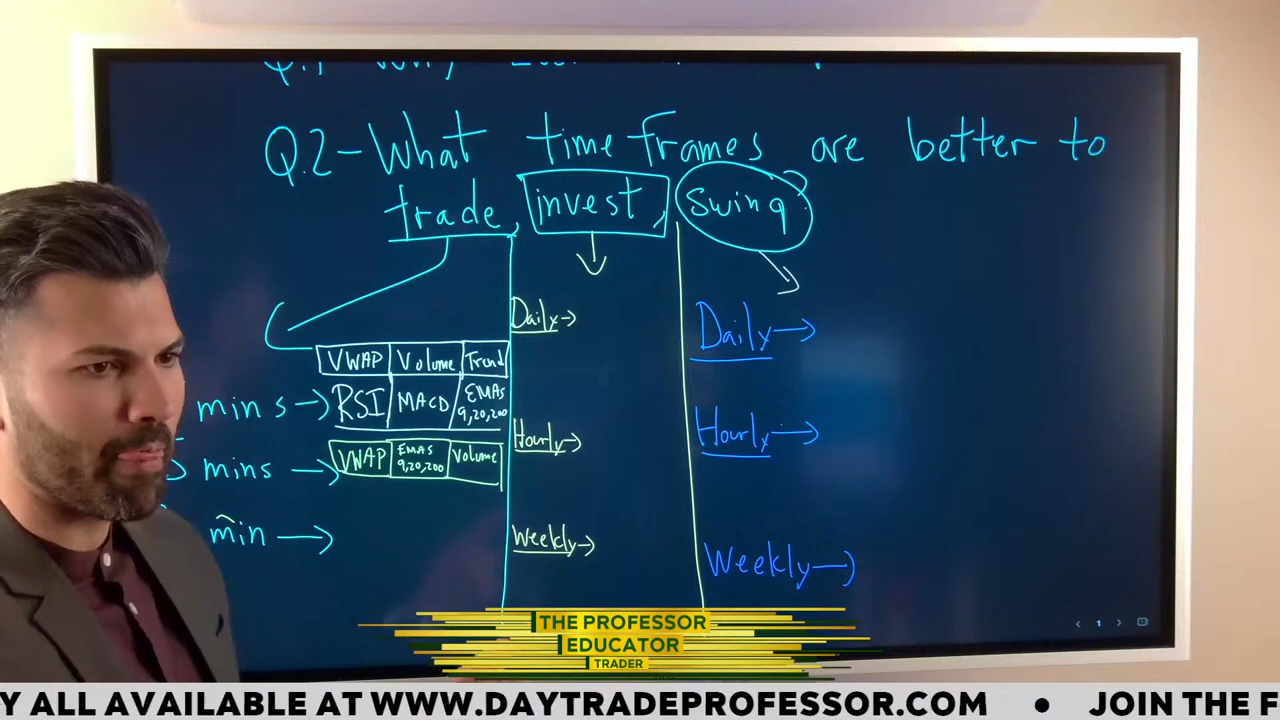 Q.2-What time frames are better to
trade, invest, swing?
Daily→
Daily→
VWAP Volume Trend
mins→ RSI MACD EMAs 9,20,200
Hourly→
Hourly→
mins → VWAP EMAS 9,20,200 Volume
min →
Weekly→
Weekly→
1
THE PROFESSOR
EDUCATOR
TRADER
Y ALL AVAILABLE AT WWW.DAYTRADEPROFESSOR.COM • JOIN THE F